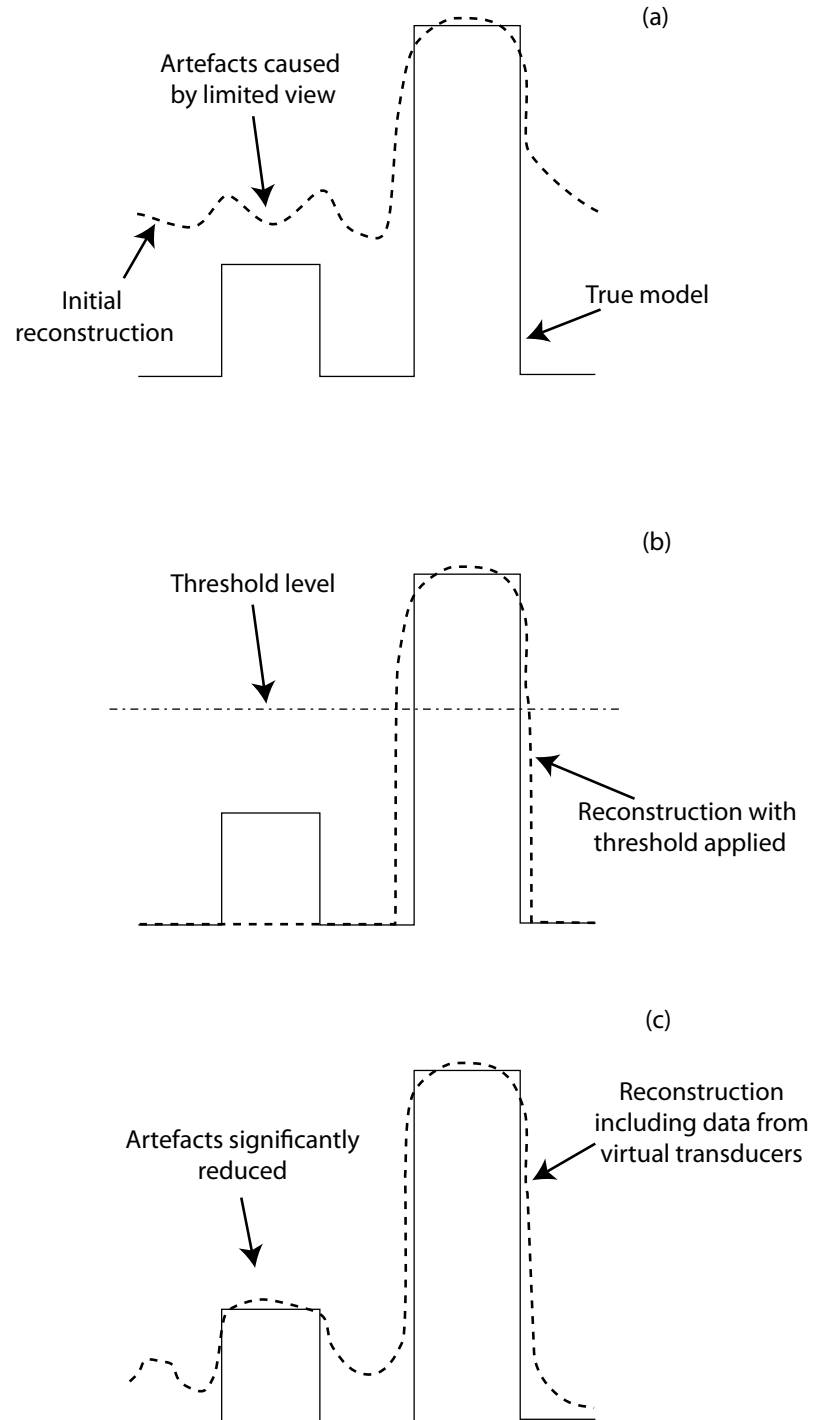 (a)
Artefacts caused
by limited view
Initial
reconstruction
True model
(b)
Threshold level
Reconstruction with
threshold applied
(c)
Reconstruction
including data from
virtual transducers
Artefacts significantly
reduced